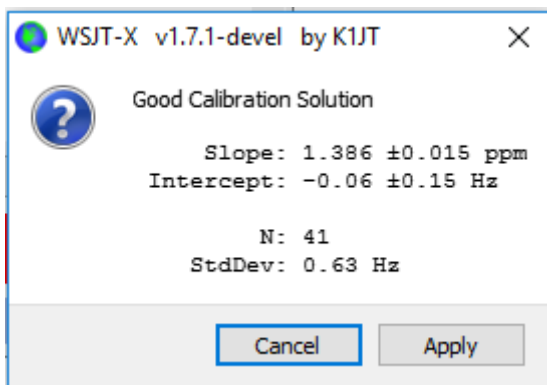 WSJT-X v1.7.1-devel by K1JT
Good Calibration Solution
Slope: 1.386 ±0.015 ppm
Intercept: -0.06 ±0.15 Hz
N: 41
StdDev: 0.63 Hz
Cancel Apply